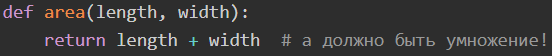 def area(length, width):
    return length + width  # а должно быть умножение!